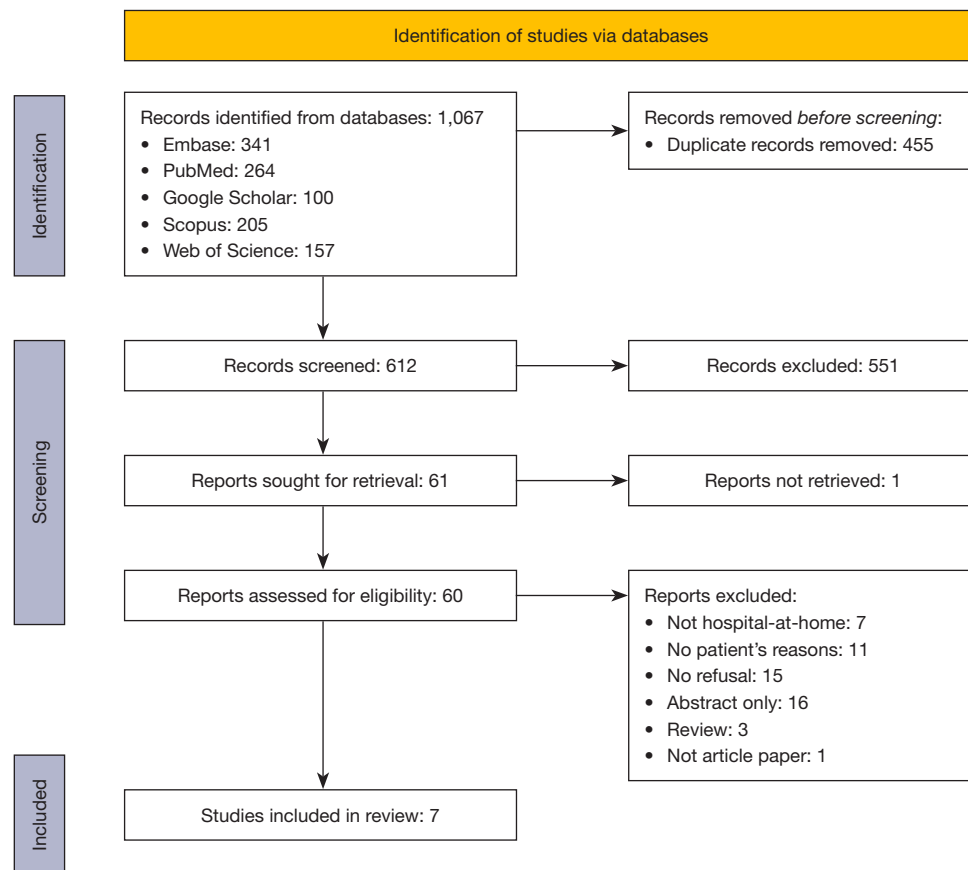 Identification of studies via databases
Identification
Records identified from databases: 1,067
• Embase: 341
• PubMed: 264
• Google Scholar: 100
• Scopus: 205
• Web of Science: 157
Records removed before screening:
• Duplicate records removed: 455
Screening
Records screened: 612
Records excluded: 551
Reports sought for retrieval: 61
Reports not retrieved: 1
Reports assessed for eligibility: 60
Reports excluded:
• Not hospital-at-home: 7
• No patient’s reasons: 11
• No refusal: 15
• Abstract only: 16
• Review: 3
• Not article paper: 1
Included
Studies included in review: 7